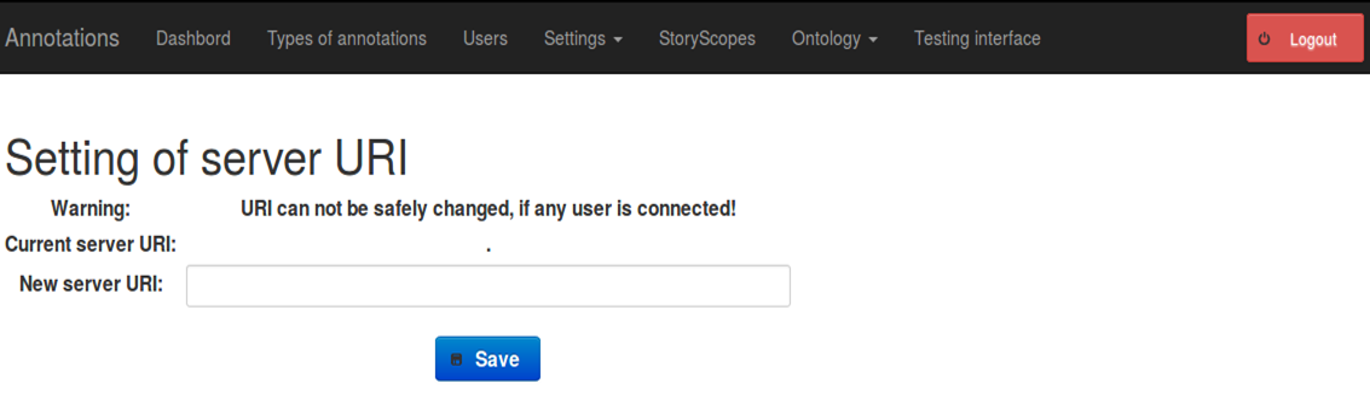 Annotations Dashbord Types of annotations Users Settings StoryScopes Ontology Testing interface Logout
Setting of server URI
Warning: URI can not be safely changed, if any user is connected!
Current server URI: .
New server URI:
Save